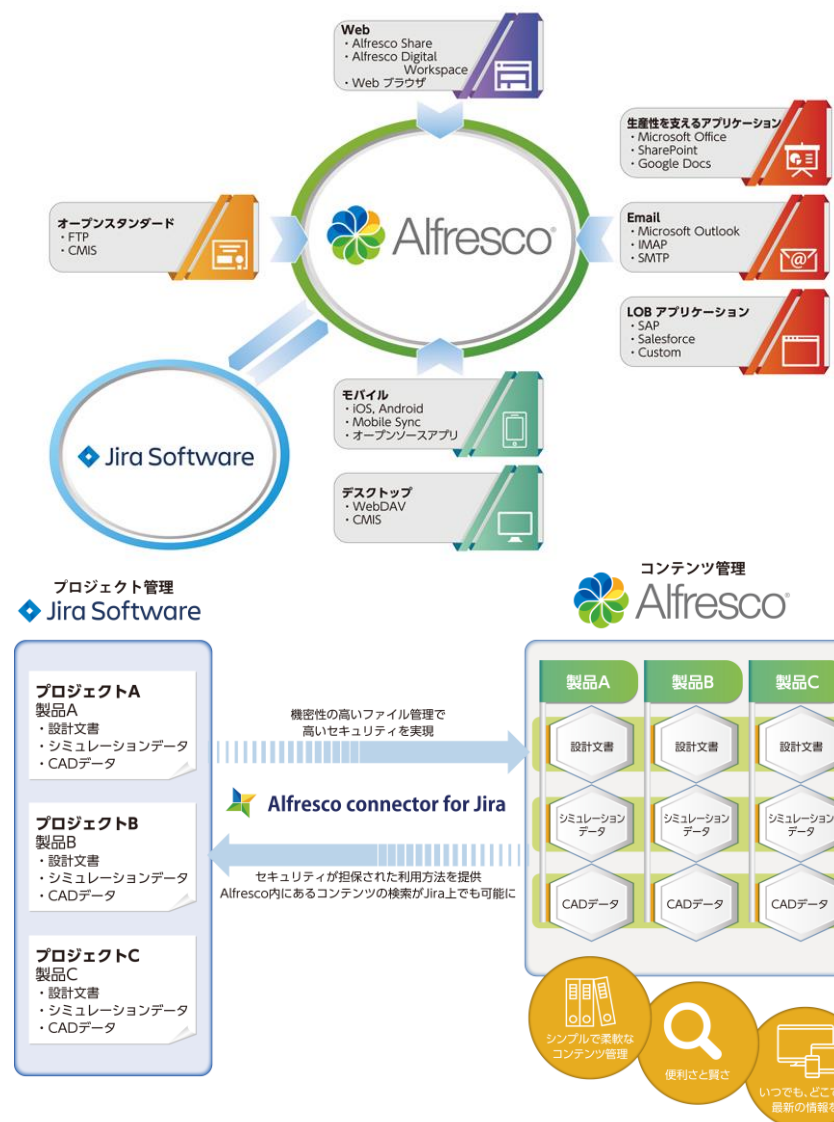 Web
・Alfresco Share
・Alfresco Digital
Workspace
・Web ブラウザ
生産性を支えるアプリケーション
・Microsoft Office
・SharePoint
・Google Docs
オープンスタンダード
・FTP
・CMIS
Alfresco®
Email
・Microsoft Outlook
・IMAP
・SMTP
LOB アプリケーション
・SAP
・Salesforce
・Custom
モバイル
・iOS, Android
・Mobile Sync
・オープンソースアプリ
Jira Software
デスクトップ
・WebDAV
・CMIS
プロジェクト管理
Jira Software
コンテンツ管理
Alfresco®
プロジェクトA
製品A
・設計文書
・シミュレーションデータ
・CADデータ
プロジェクトB
製品B
・設計文書
・シミュレーションデータ
・CADデータ
プロジェクトC
製品C
・設計文書
・シミュレーションデータ
・CADデータ
機密性の高いファイル管理で
高いセキュリティを実現
Alfresco connector for Jira
セキュリティが担保された利用方法を提供
Alfresco内にあるコンテンツの検索がJira上でも可能に
製品A 製品B 製品C
設計文書 設計文書 設計文書
シミュレーション シミュレーション シミュレーション
データ データ データ
CADデータ CADデータ CADデータ
シンプルで柔軟な
コンテンツ管理
便利さと賢さ
いつでも、どこ
最新の情報を